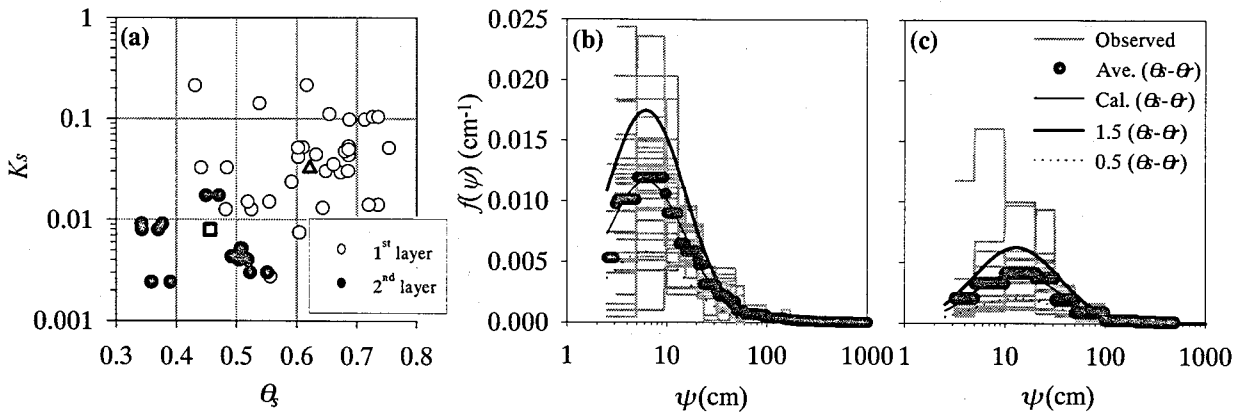 (a)
1
0.1
0.01
0.001
Ks
0.3 0.4 0.5 0.6 0.7 0.8
θs
1st layer
2nd layer
(b)
0.025
0.020
0.015
0.010
0.005
0.000
f(ψ) (cm-1)
1 10 100 1000
ψ(cm)
(c)
Observed
Ave. (θs-θr)
Cal. (θs-θr)
1.5 (θs-θr)
0.5 (θs-θr)
1 10 100 1000
ψ(cm)